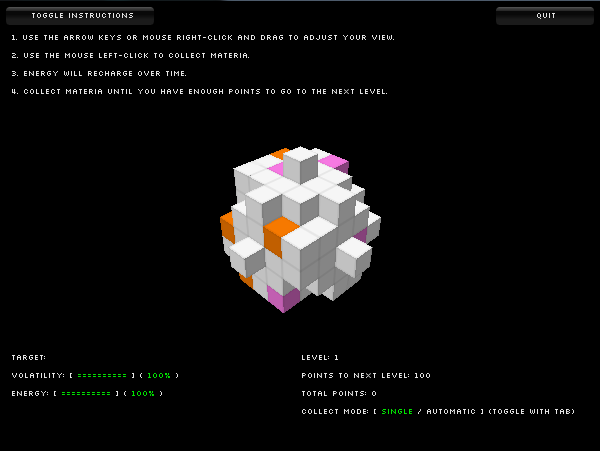 TOGGLE INSTRUCTIONS
QUIT
1. USE THE ARROW KEYS OR MOUSE RIGHT-CLICK AND DRAG TO ADJUST YOUR VIEW.
2. USE THE MOUSE LEFT-CLICK TO COLLECT MATERIA.
3. ENERGY WILL RECHARGE OVER TIME.
4. COLLECT MATERIA UNTIL YOU HAVE ENOUGH POINTS TO GO TO THE NEXT LEVEL.
TARGET:
VOLATILITY: [ ========== ] ( 100% )
ENERGY: [ ========== ] ( 100% )
LEVEL: 1
POINTS TO NEXT LEVEL: 100
TOTAL POINTS: 0
COLLECT MODE: [ SINGLE / AUTOMATIC ] (TOGGLE WITH TAB)